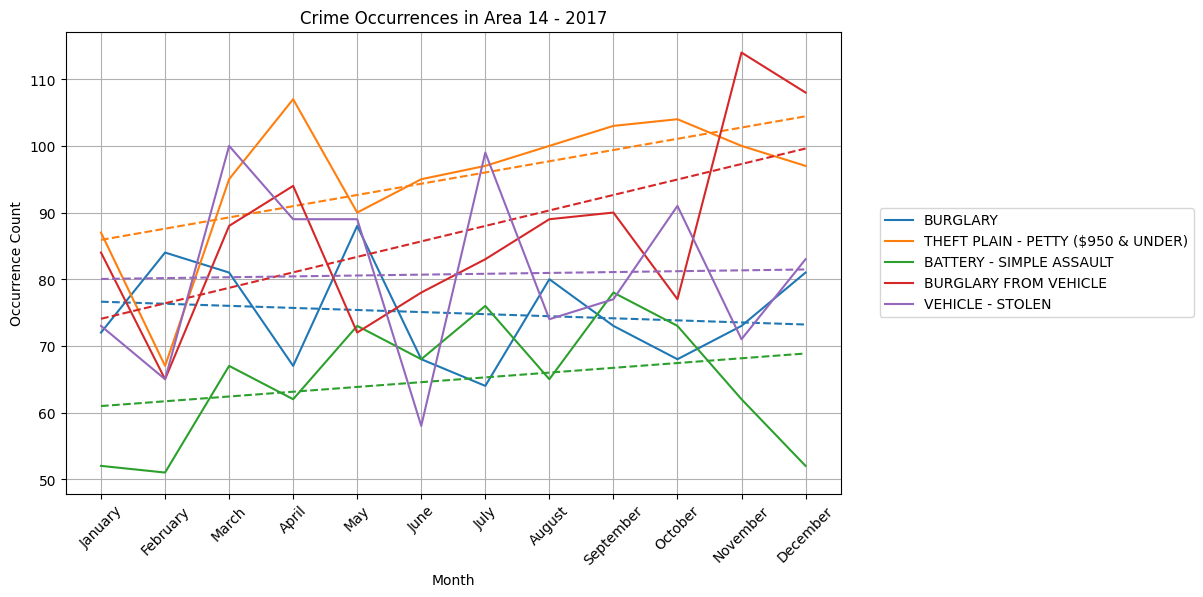 Crime Occurrences in Area 14 - 2017
Occurrence Count
110
100
90
80
70
60
50
January
February
March
April
May
June
July
August
September
October
November
December
Month
BURGLARY
THEFT PLAIN - PETTY ($950 & UNDER)
BATTERY - SIMPLE ASSAULT
BURGLARY FROM VEHICLE
VEHICLE - STOLEN